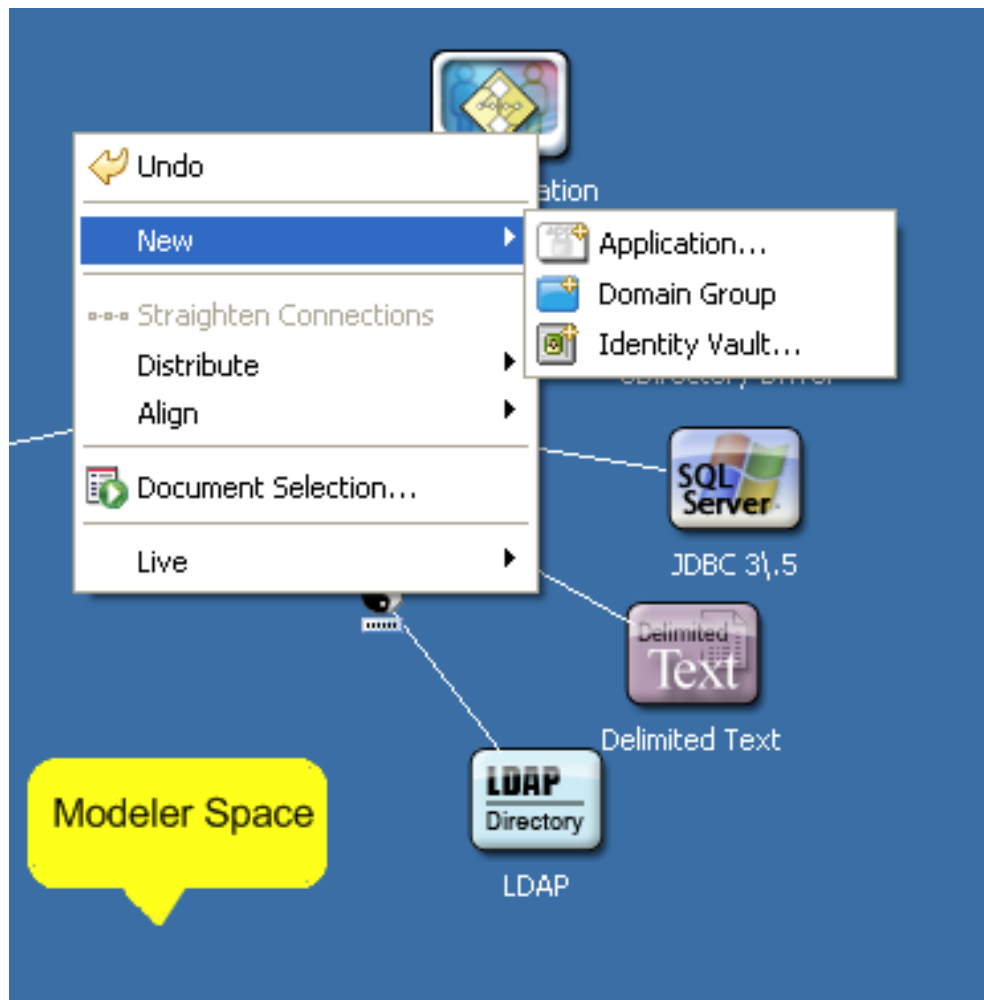 Undo
ation
New
Application...
Domain Group
Identity Vault...
Straighten Connections
Distribute
Align
SQL
Server
Document Selection...
JDBC 3\.5
Live
Delimited
Text
Delimited Text
LDAP
Directory
Modeler Space
LDAP